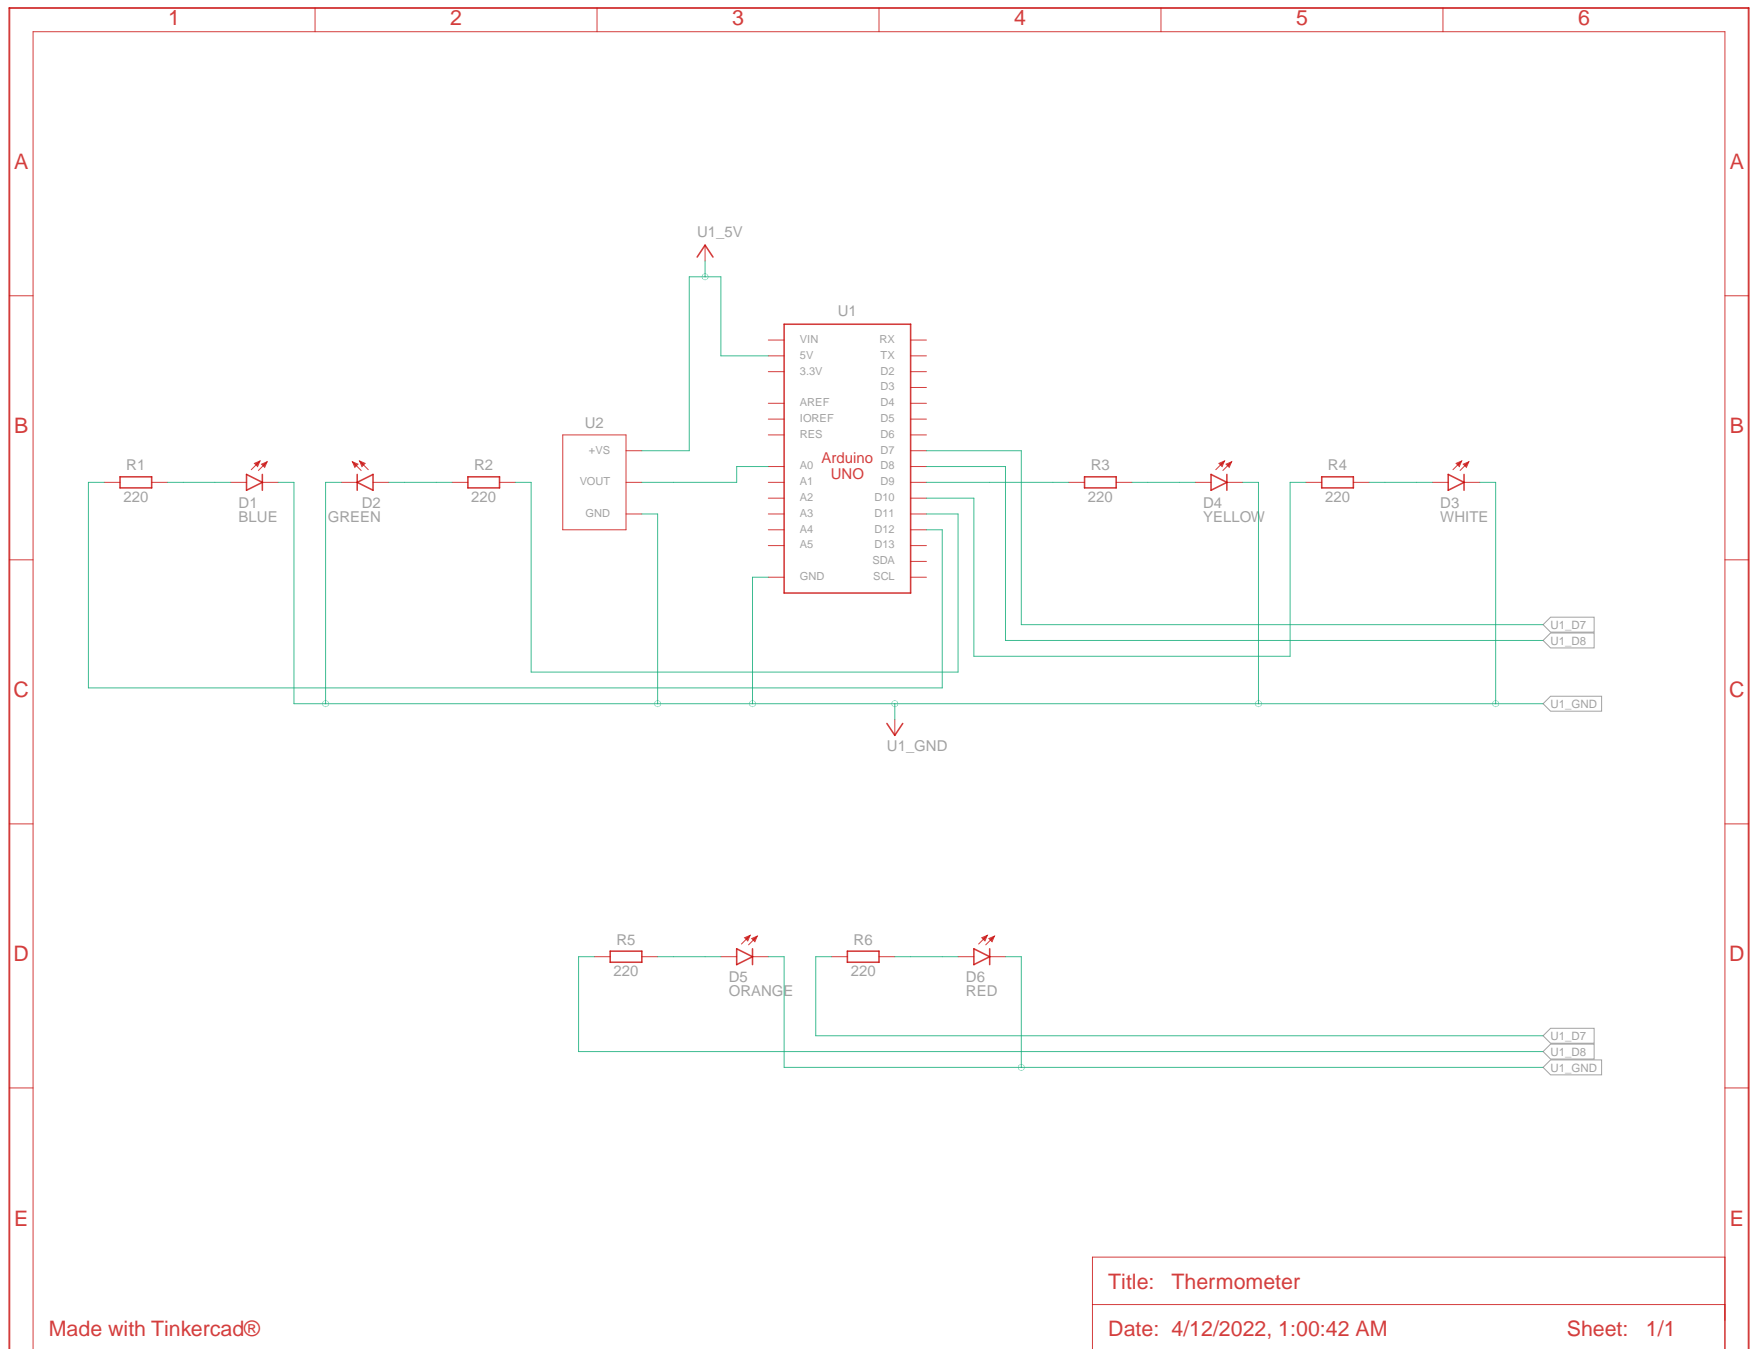 1 2 3 4 5 6
A A
U1_5V
U1
VIN RX
5V TX
3.3V D2
D3
AREF D4
IOREF D5
RES D6
D7
A0 D8
A1 D9
A2 D10
A3 D11
A4 D12
A5 D13
SDA
GND SCL
Arduino
UNO
B B
U2
+VS
VOUT
GND
R1
220
D1
BLUE
D2
GREEN
R2
220
R3
220
D4
YELLOW
R4
220
D3
WHITE
U1_D7
U1_D8
C C
U1_GND
U1_GND
D D
R5
220
D5
ORANGE
R6
220
D6
RED
U1_D7
U1_D8
U1_GND
E E
Title: Thermometer
Made with Tinkercad®
Date: 4/12/2022, 1:00:42 AM Sheet: 1/1